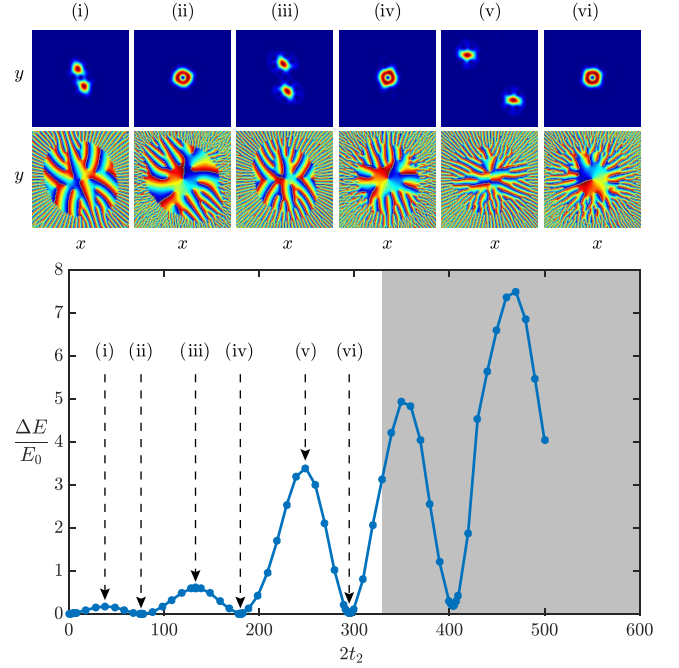 (i) (ii) (iii) (iv) (v) (vi)
y
y
x x x x x x
8
7
6
5
4
3
2
1
0
(i) (ii) (iii) (iv) (v) (vi)
ΔE
E₀
0 100 200 300 400 500 600
2t₂